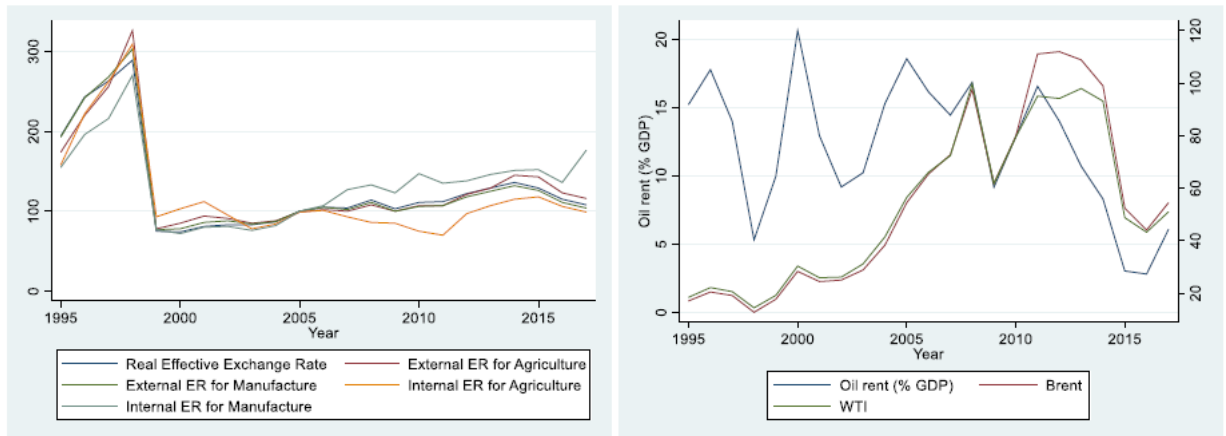 300
200
100
0
1995
2000
2005
2010
2015
Year
Real Effective Exchange Rate
External ER for Agriculture
External ER for Manufacture
Internal ER for Agriculture
Internal ER for Manufacture
Oil rent (% GDP)
20
15
10
5
0
120
100
80
60
40
20
1995
2000
2005
2010
2015
Year
Oil rent (% GDP)
Brent
WTI